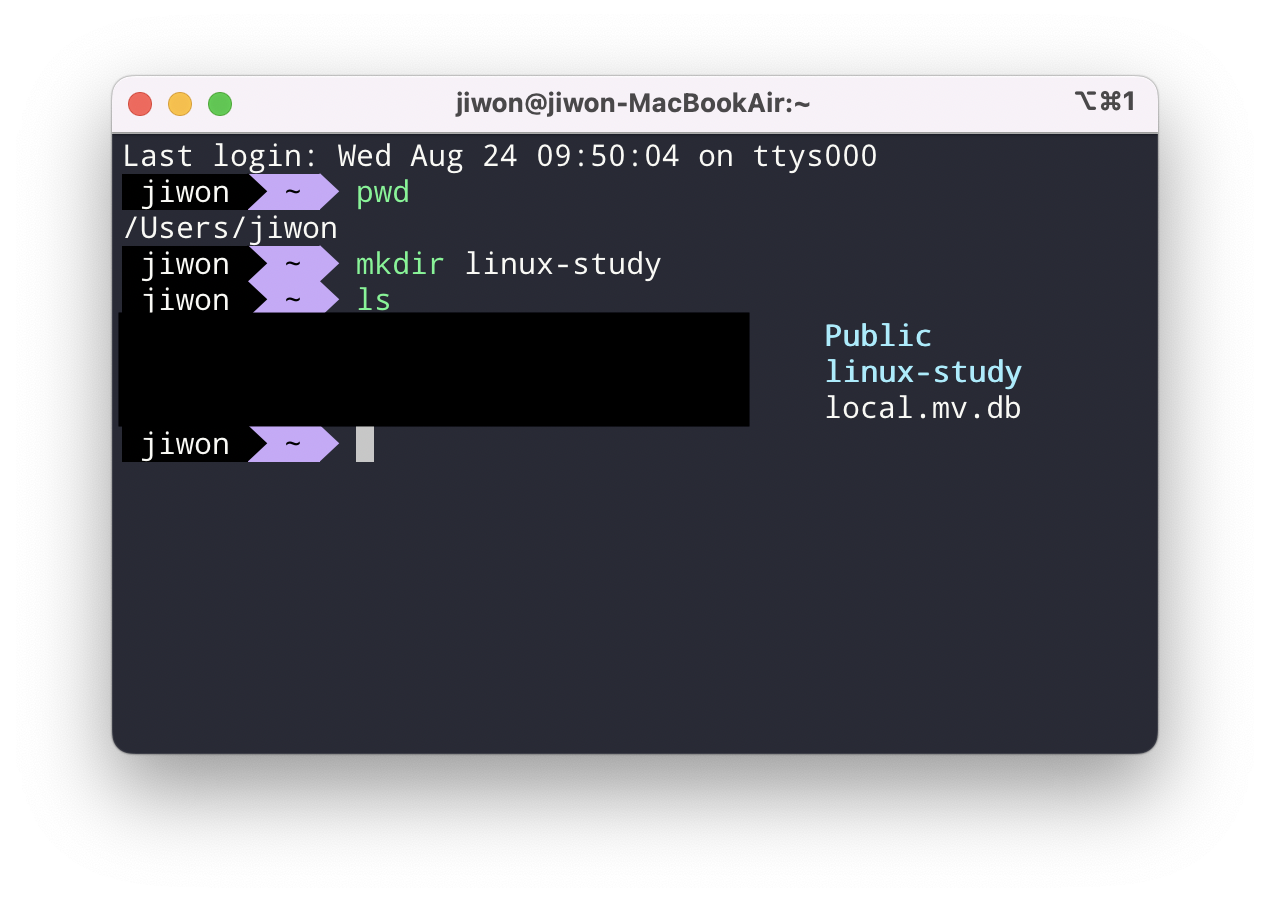 jiwon@jiwon-MacBookAir:~ ⌥⌘1
Last login: Wed Aug 24 09:50:04 on ttys000
jiwon ~ pwd
/Users/jiwon
jiwon ~ mkdir linux-study
jiwon ~ ls
Public
linux-study
local.mv.db
jiwon ~